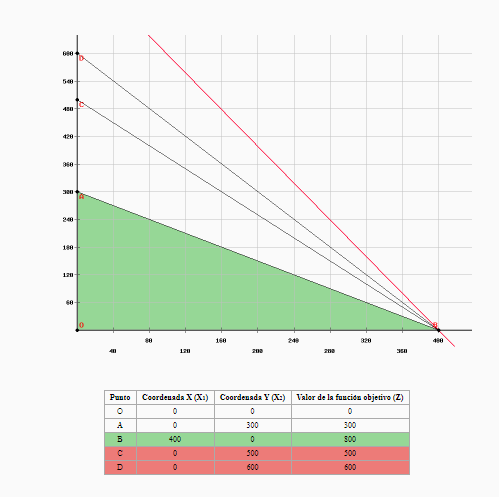 600
D
540
C
480
420
360
300
A
240
180
120
60
O
B
80
160
240
320
400
40
120
200
280
360
Punto Coordenada X (X1) Coordenada Y (X2) Valor de la función objetivo (Z)
O 0 0 0
A 0 300 300
B 400 0 800
C 0 500 500
D 0 600 600